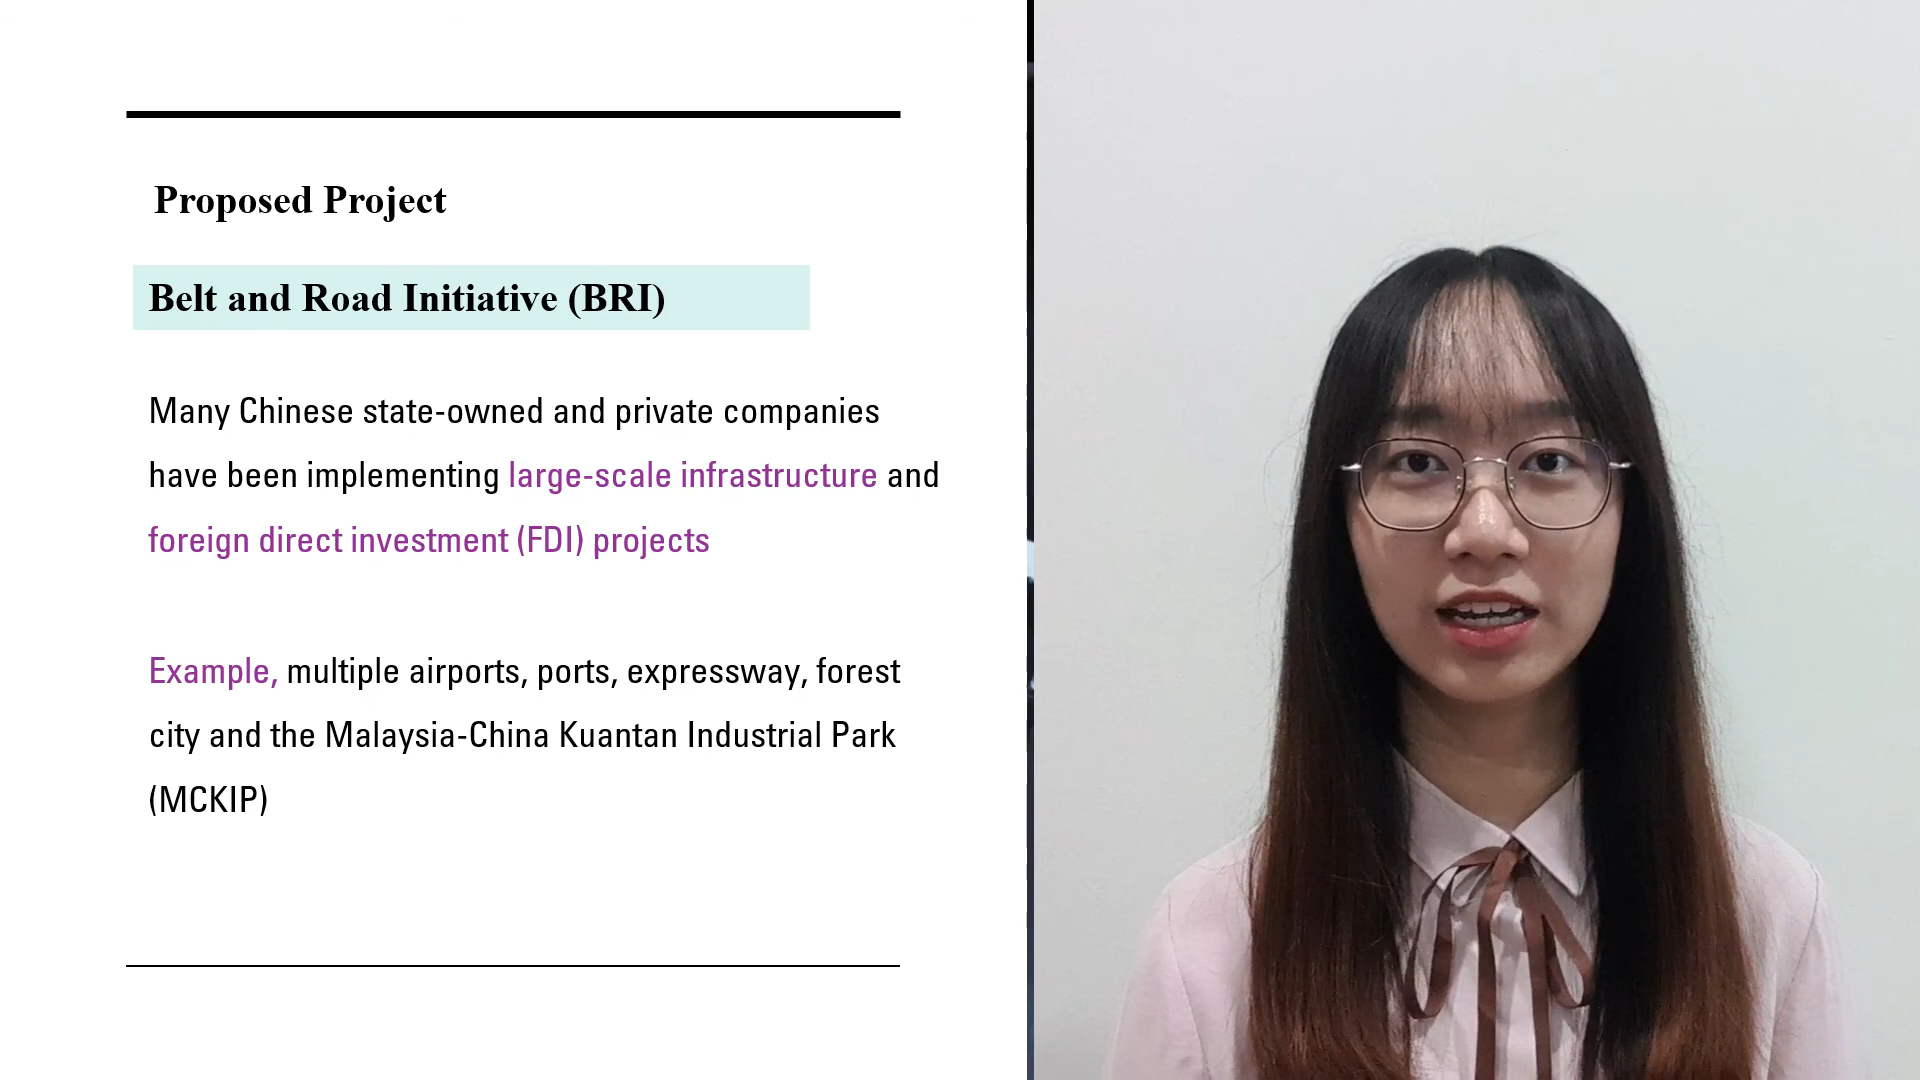 Proposed Project
Belt and Road Initiative (BRI)
Many Chinese state-owned and private companies
have been implementing large-scale infrastructure and
foreign direct investment (FDI) projects
Example, multiple airports, ports, expressway, forest
city and the Malaysia-China Kuantan Industrial Park
(MCKIP)